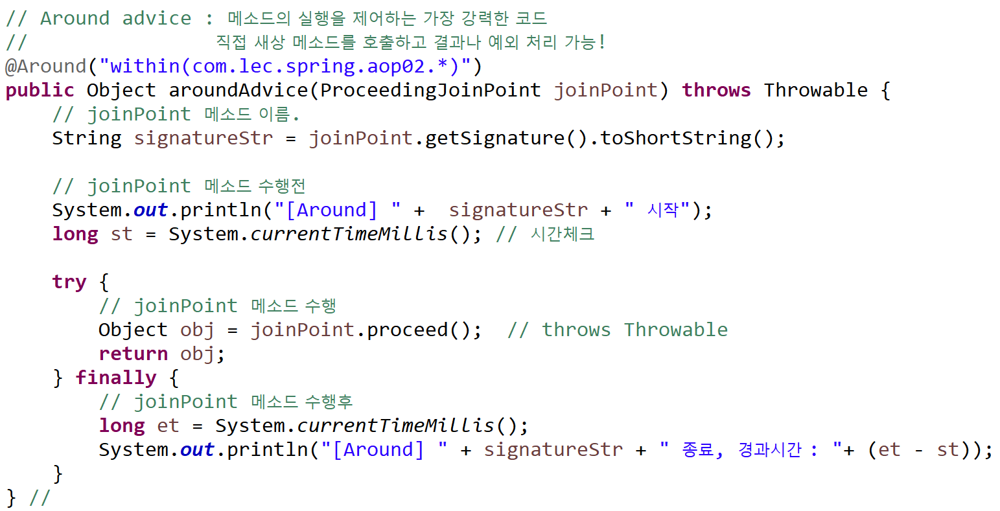 // Around advice : 메소드의 실행을 제어하는 가장 강력한 코드
//                직접 새상 메소드를 호출하고 결과나 예외 처리 가능!
@Around("within(com.lec.spring.aop02.*)")
public Object aroundAdvice(ProceedingJoinPoint joinPoint) throws Throwable {
    // joinPoint 메소드 이름.
    String signatureStr = joinPoint.getSignature().toShortString();
    // joinPoint 메소드 수행전
    System.out.println("[Around] " +  signatureStr + " 시작");
    long st = System.currentTimeMillis(); // 시간체크
    try {
        // joinPoint 메소드 수행
        Object obj = joinPoint.proceed();  // throws Throwable
        return obj;
    } finally {
        // joinPoint 메소드 수행후
        long et = System.currentTimeMillis();
        System.out.println("[Around] " + signatureStr + " 종료, 경과시간 : "+ (et - st));
    }
} //